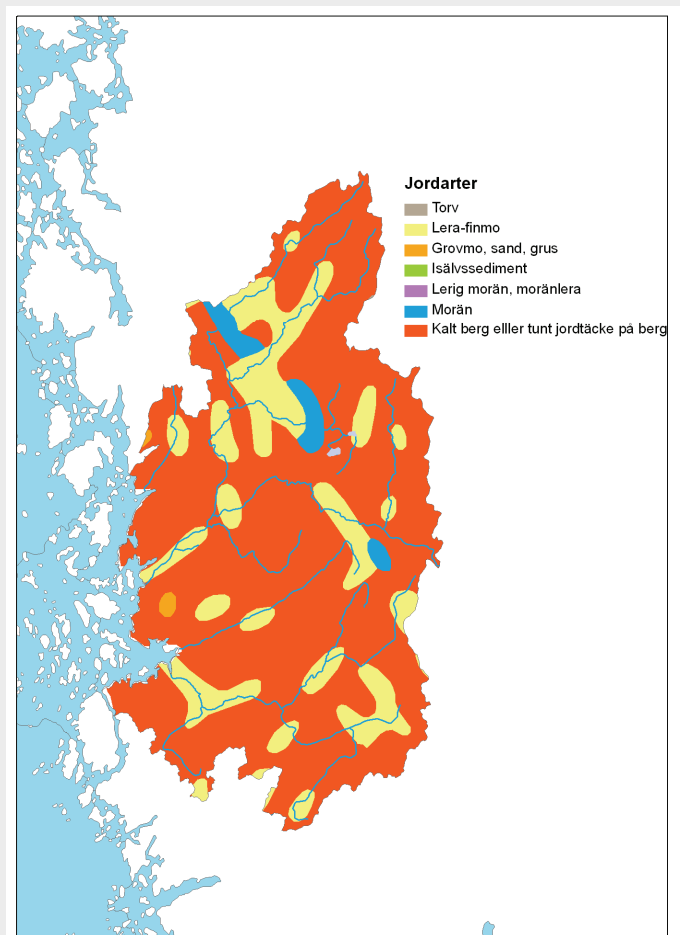 Jordarter
Torv
Lera-finmo
Grovmo, sand, grus
Isälvssediment
Lerig morän, moränlera
Morän
Kalt berg elller tunt jordtäcke på berg